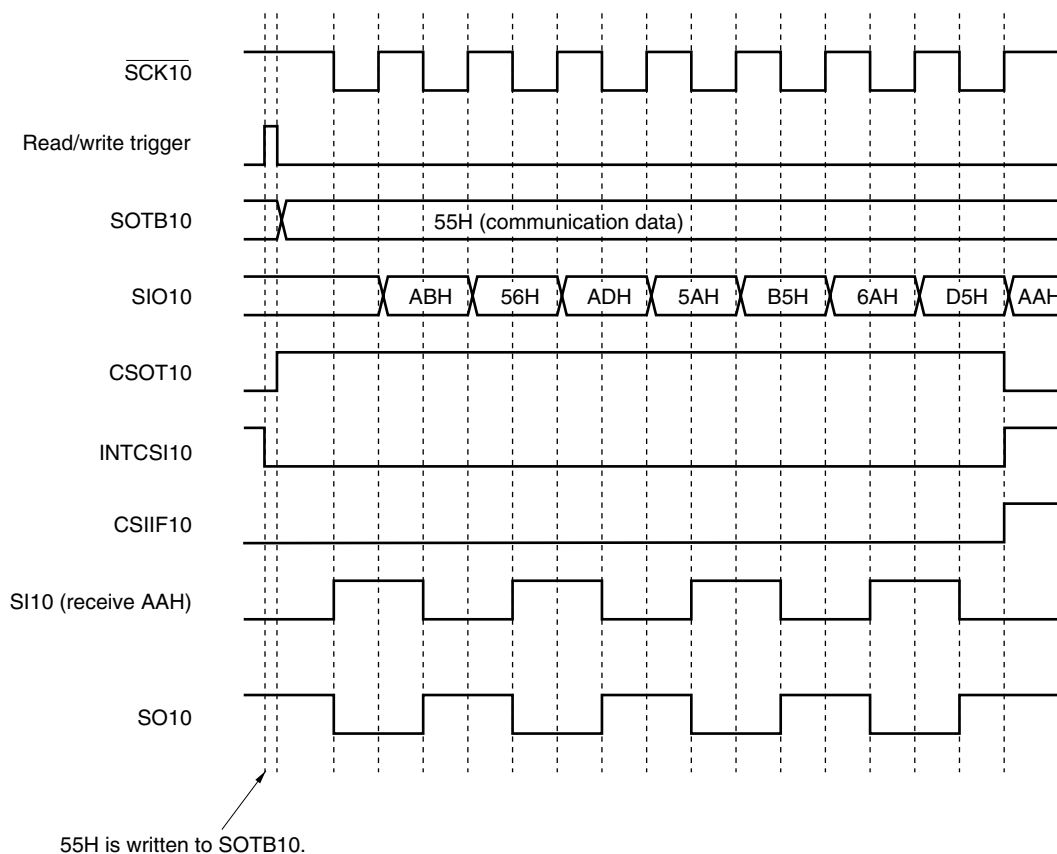 SCK10
Read/write trigger
SOTB10
55H (communication data)
SIO10
ABH 56H ADH 5AH B5H 6AH D5H AAH
CSOT10
INTCSI10
CSIIF10
SI10 (receive AAH)
SO10
55H is written to SOTB10.